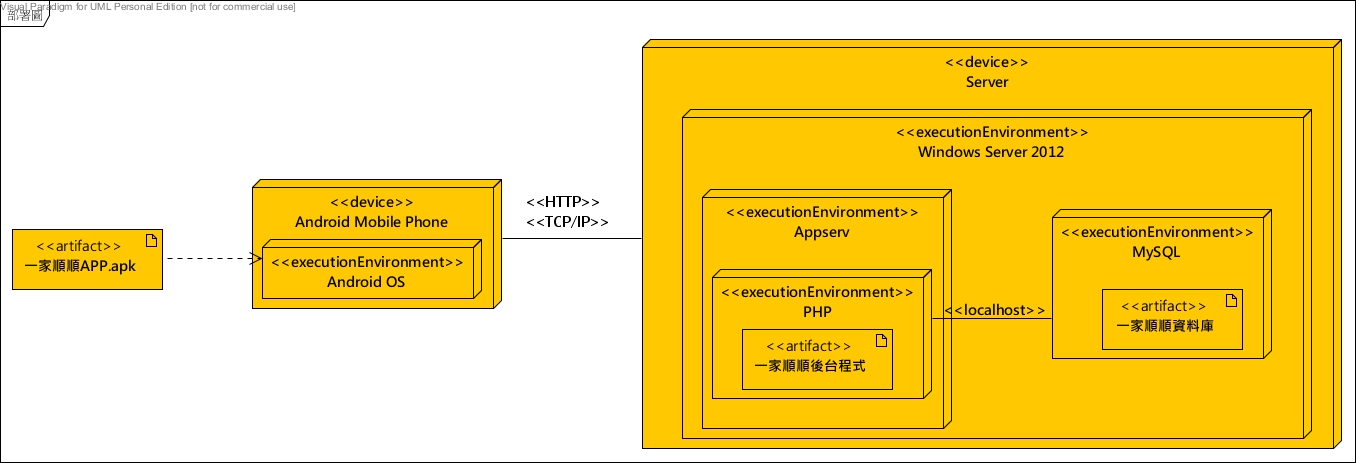 Visual Paradigm for UML Personal Edition [not for commercial use]
部署圖
<<device>>
Server
<<executionEnvironment>>
Windows Server 2012
<<device>>
Android Mobile Phone
<<HTTP>>
<<TCP/IP>>
<<executionEnvironment>>
Appserv
<<executionEnvironment>>
MySQL
<<artifact>>
一家順順APP.apk
<<executionEnvironment>>
Android OS
<<executionEnvironment>>
PHP
<<localhost>>
<<artifact>>
一家順順資料庫
<<artifact>>
一家順順後台程式